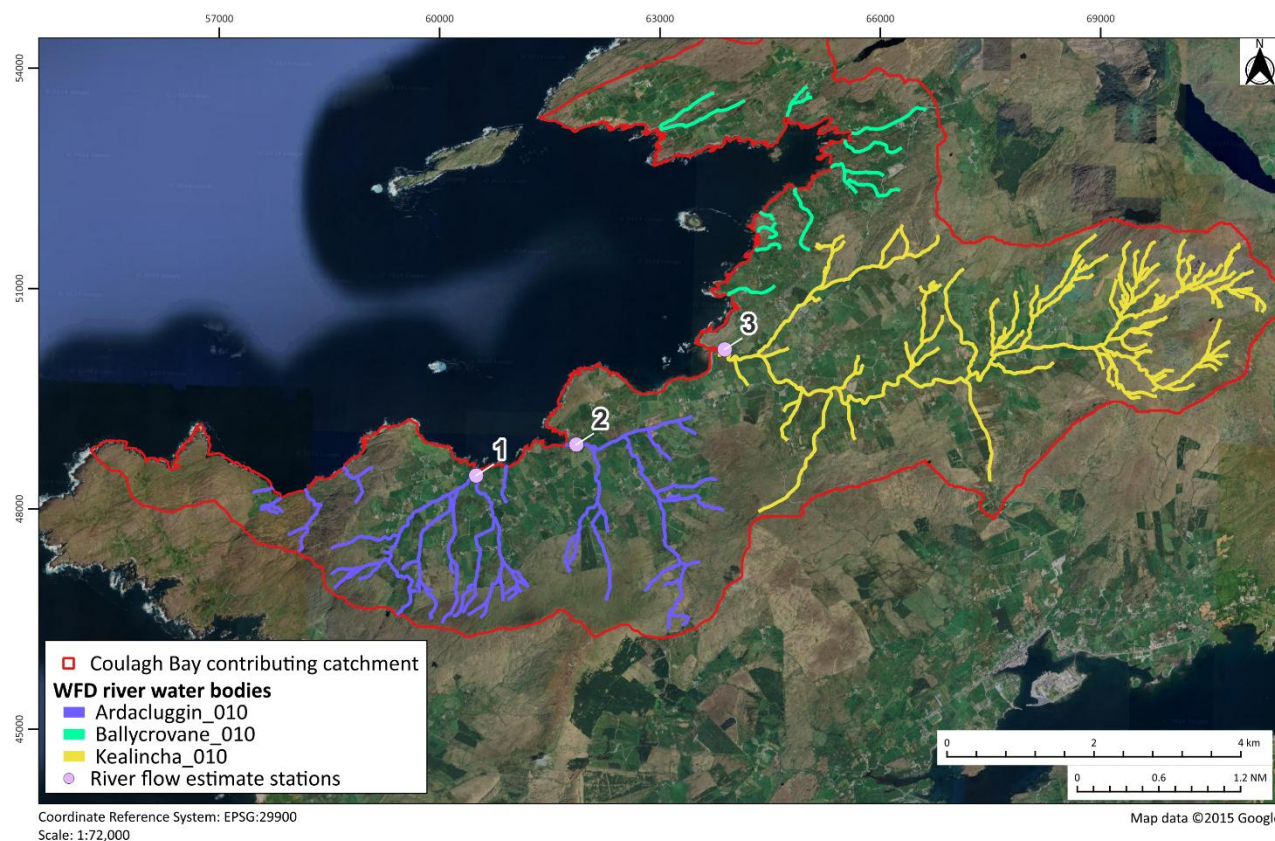 57000 60000 63000 66000 69000
N
54000
51000
48000
45000
3
2
1
Coulagh Bay contributing catchment
WFD river water bodies
Ardacluggin_010
Ballycrovane_010
Kealincha_010
River flow estimate stations
0 2 4 km
0 0.6 1.2 NM
Coordinate Reference System: EPSG:29900
Map data ©2015 Google
Scale: 1:72,000